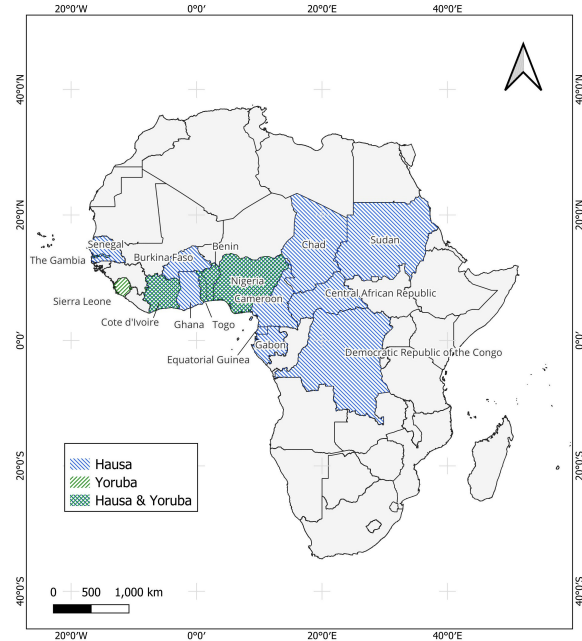 20°0'W 0°0' 20°0'E 40°0'E
40°0'N 40°0'N
20°0'N 20°0'N
Senegal
Benin
The Gambia
Burkina Faso
Chad
Sudan
Nigeria
Cameroon
Central African Republic
Sierra Leone
Cote d'Ivoire
Ghana
Togo
0°0' 0°0'
Gabon
Equatorial Guinea
Democratic Republic of the Congo
Hausa
Yoruba
Hausa & Yoruba
20°0'S 20°0'S
40°0'S 40°0'S
0 500 1,000 km
20°0'W 0°0' 20°0'E 40°0'E